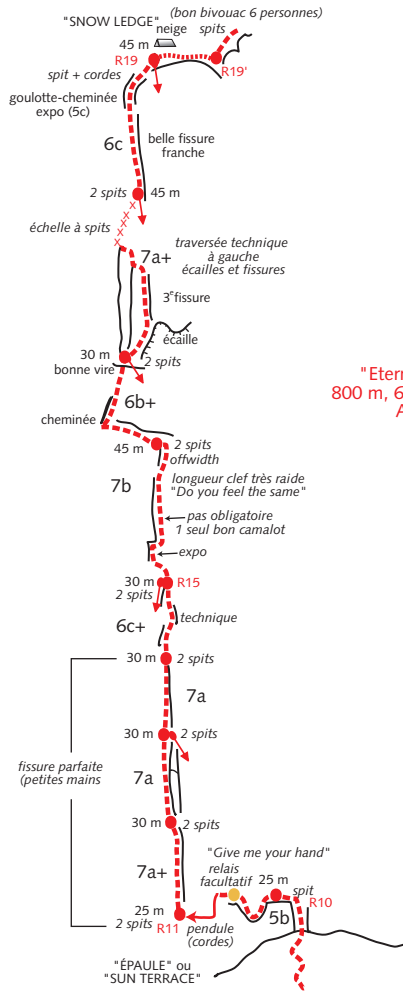 (bon bivouac 6 personnes)
"SNOW LEDGE"
neige
spits
45 m
R19
R19'
spit + cordes
goulotte-cheminée
expo (5c)
6c
belle fissure
franche
2 spits
45 m
échelle à spits
7a+
traversée technique
à gauche
écailles et fissures
3e fissure
écaille
30 m
bonne vire
2 spits
"Etern
800 m, 6
A
6b+
cheminée
45 m
2 spits
offwidth
7b
longueur clef très raide
"Do you feel the same"
pas obligatoire
1 seul bon camalot
expo
30 m
2 spits
R15
6c+
technique
30 m
2 spits
7a
30 m
2 spits
fissure parfaite
(petites mains
7a
30 m
2 spits
7a+
"Give me your hand"
relais
facultatif
25 m
spit
R10
5b
25 m
2 spits
R11
pendule
(cordes)
"ÉPAULE" ou
"SUN TERRACE"